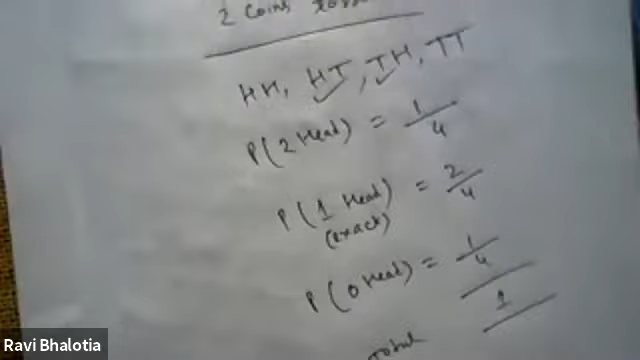 2 Coins tossed
HH, HT, TH, TT
P(2 Head) = 1/4
P(1 Head) = 2/4
(exact)
P(0 Head) = 1/4
Total 1
Ravi Bhalotia